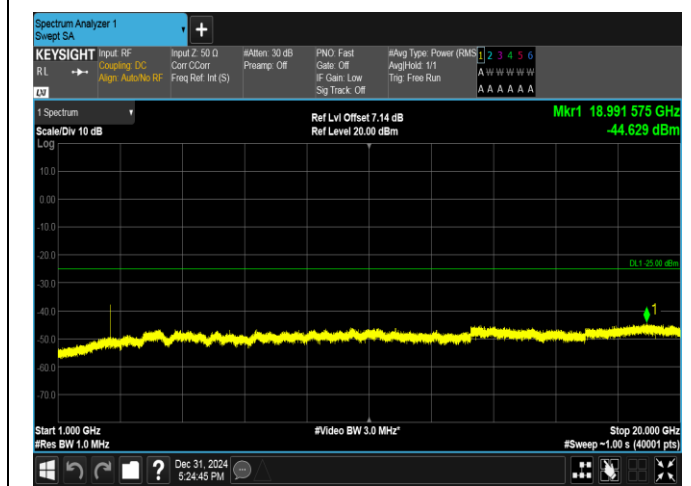 Spectrum Analyzer 1
Swept SA
+
KEYSIGHT Input: RF Input Z: 50 Ω #Atten: 30 dB PNO: Fast #Avg Type: Power (RMS 1 2 3 4 5 6
RL Coupling: DC Corr CCorr Preamp: Off Gate: Off Avg|Hold: 1/1 A W W W W W
Align: Auto/No RF Freq Ref: Int (S) IF Gain: Low Trig: Free Run
Sig Track: Off A A A A A A
LXI
1 Spectrum
Ref Lvl Offset 7.14 dB Mkr1 18.991 575 GHz
Scale/Div 10 dB Ref Level 20.00 dBm -44.629 dBm
Log
10.0
0.00
-10.0
-20.0
DL1 -25.00 dBm
-30.0
-40.0
1
-50.0
-60.0
-70.0
Start 1.000 GHz #Video BW 3.0 MHz* Stop 20.000 GHz
#Res BW 1.0 MHz #Sweep ~1.00 s (40001 pts)
? Dec 31, 2024
5:24:45 PM